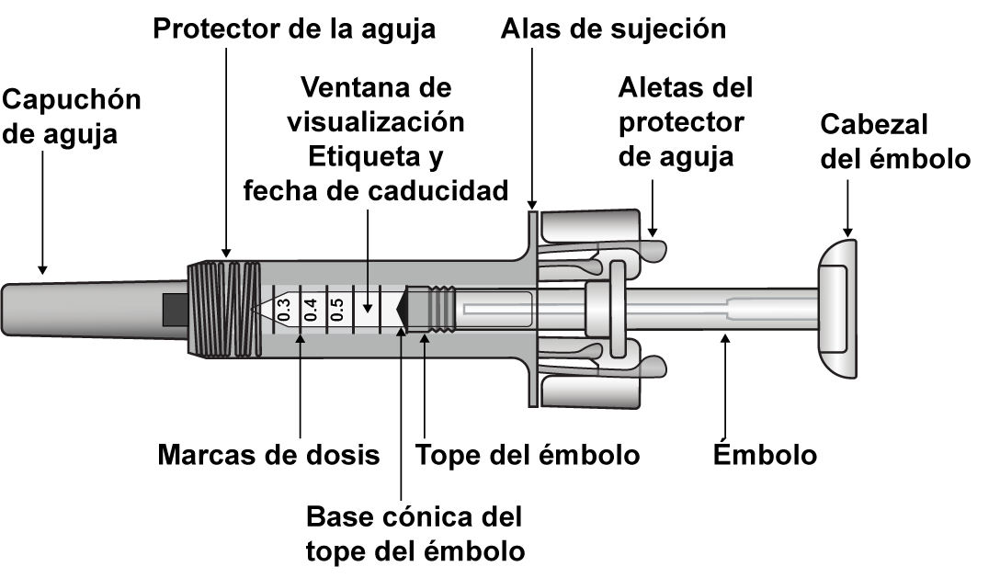 Protector de la aguja
Alas de sujeción
Capuchón
de aguja
Ventana de
visualización
Etiqueta y
fecha de caducidad
Aletas del
protector
de aguja
Cabezal
del émbolo
0.3
0.4
0.5
Marcas de dosis
Tope del émbolo
Émbolo
Base cónica del
tope del émbolo